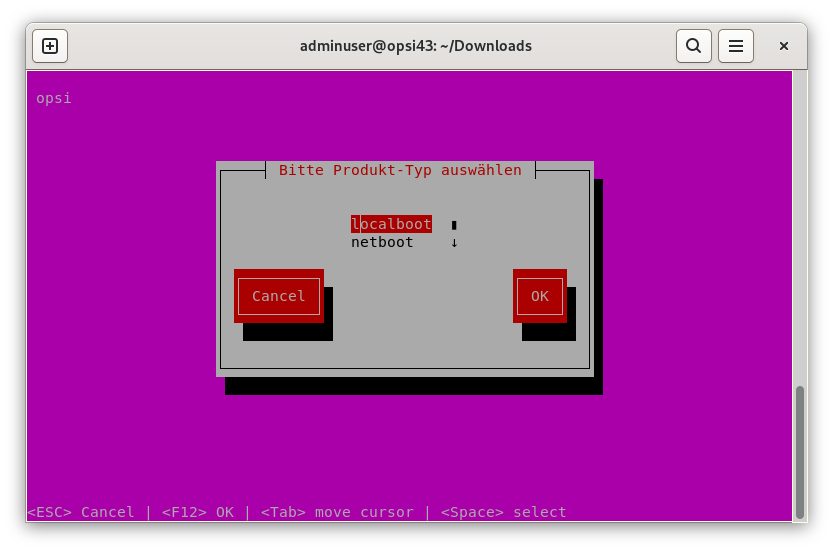 adminuser@opsi43: ~/Downloads
opsi
Bitte Produkt-Typ auswählen
localboot
netboot ↓
Cancel OK
<ESC> Cancel | <F12> OK | <Tab> move cursor | <Space> select